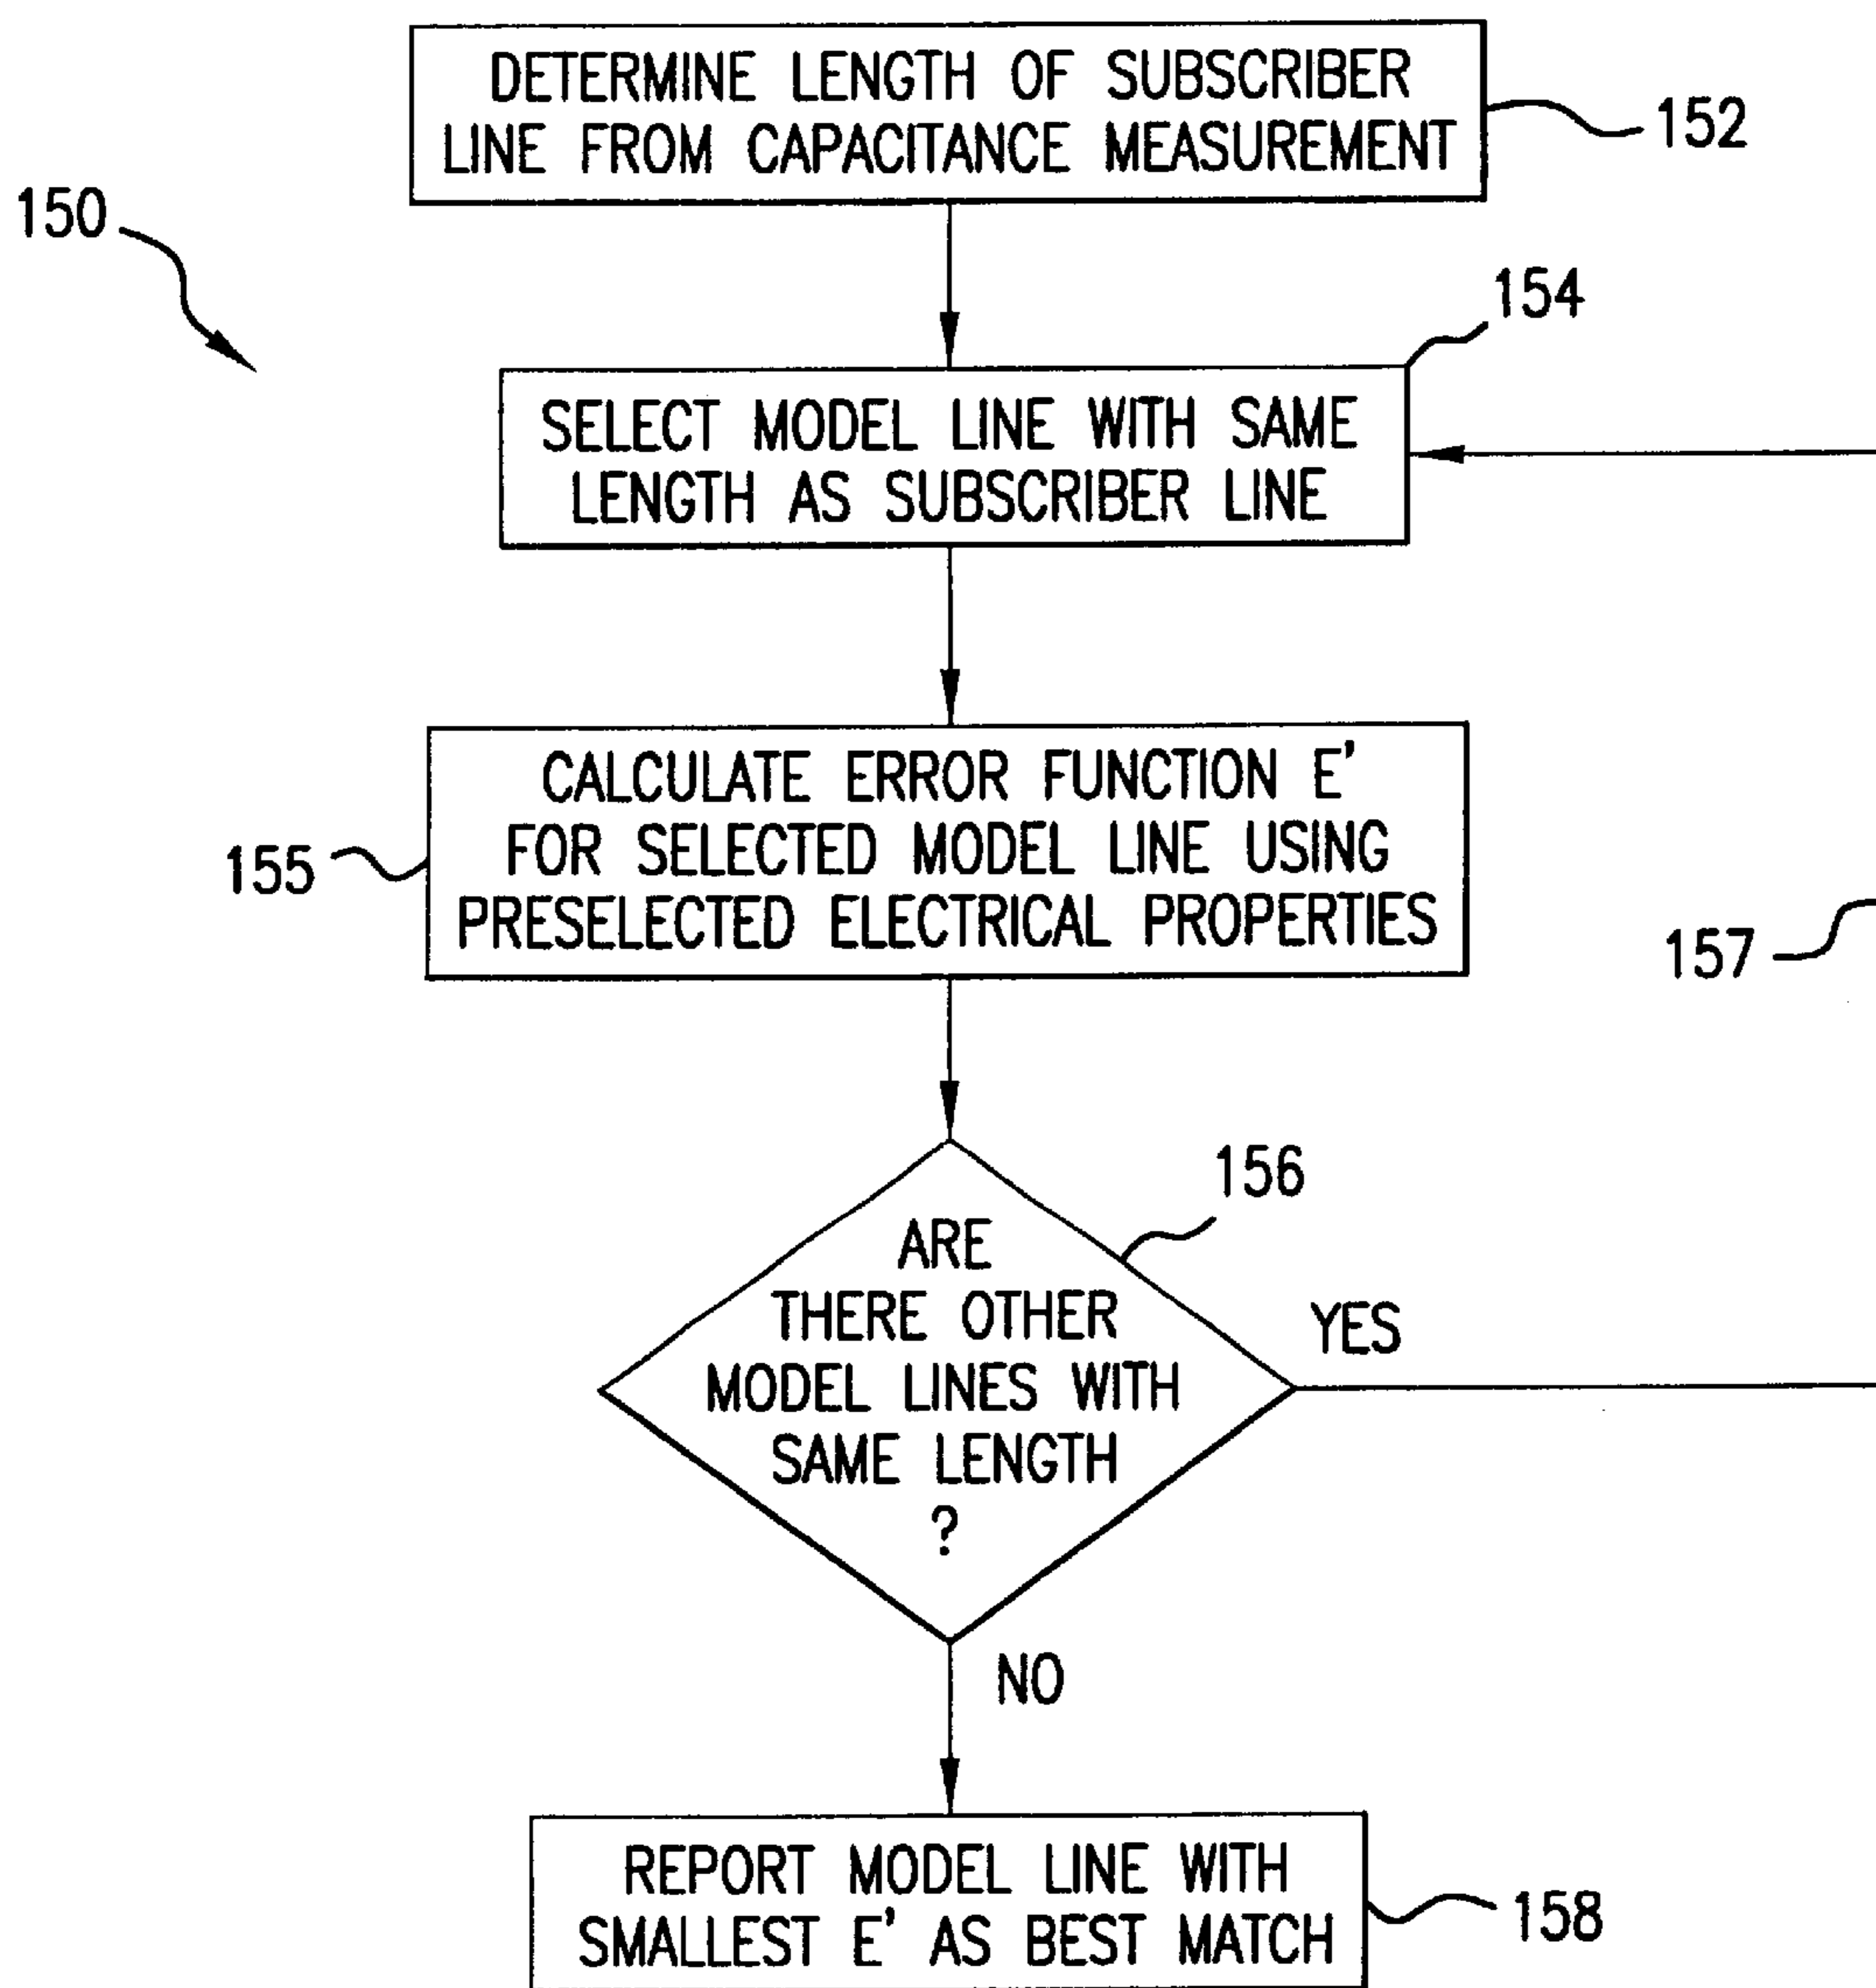 DETERMINE LENGTH OF SUBSCRIBER
LINE FROM CAPACITANCE MEASUREMENT
152
150
154
SELECT MODEL LINE WITH SAME
LENGTH AS SUBSCRIBER LINE
CALCULATE ERROR FUNCTION E'
FOR SELECTED MODEL LINE USING
PRESELECTED ELECTRICAL PROPERTIES
155
157
156
ARE
THERE OTHER
MODEL LINES WITH
SAME LENGTH
?
YES
NO
REPORT MODEL LINE WITH
SMALLEST E' AS BEST MATCH
158